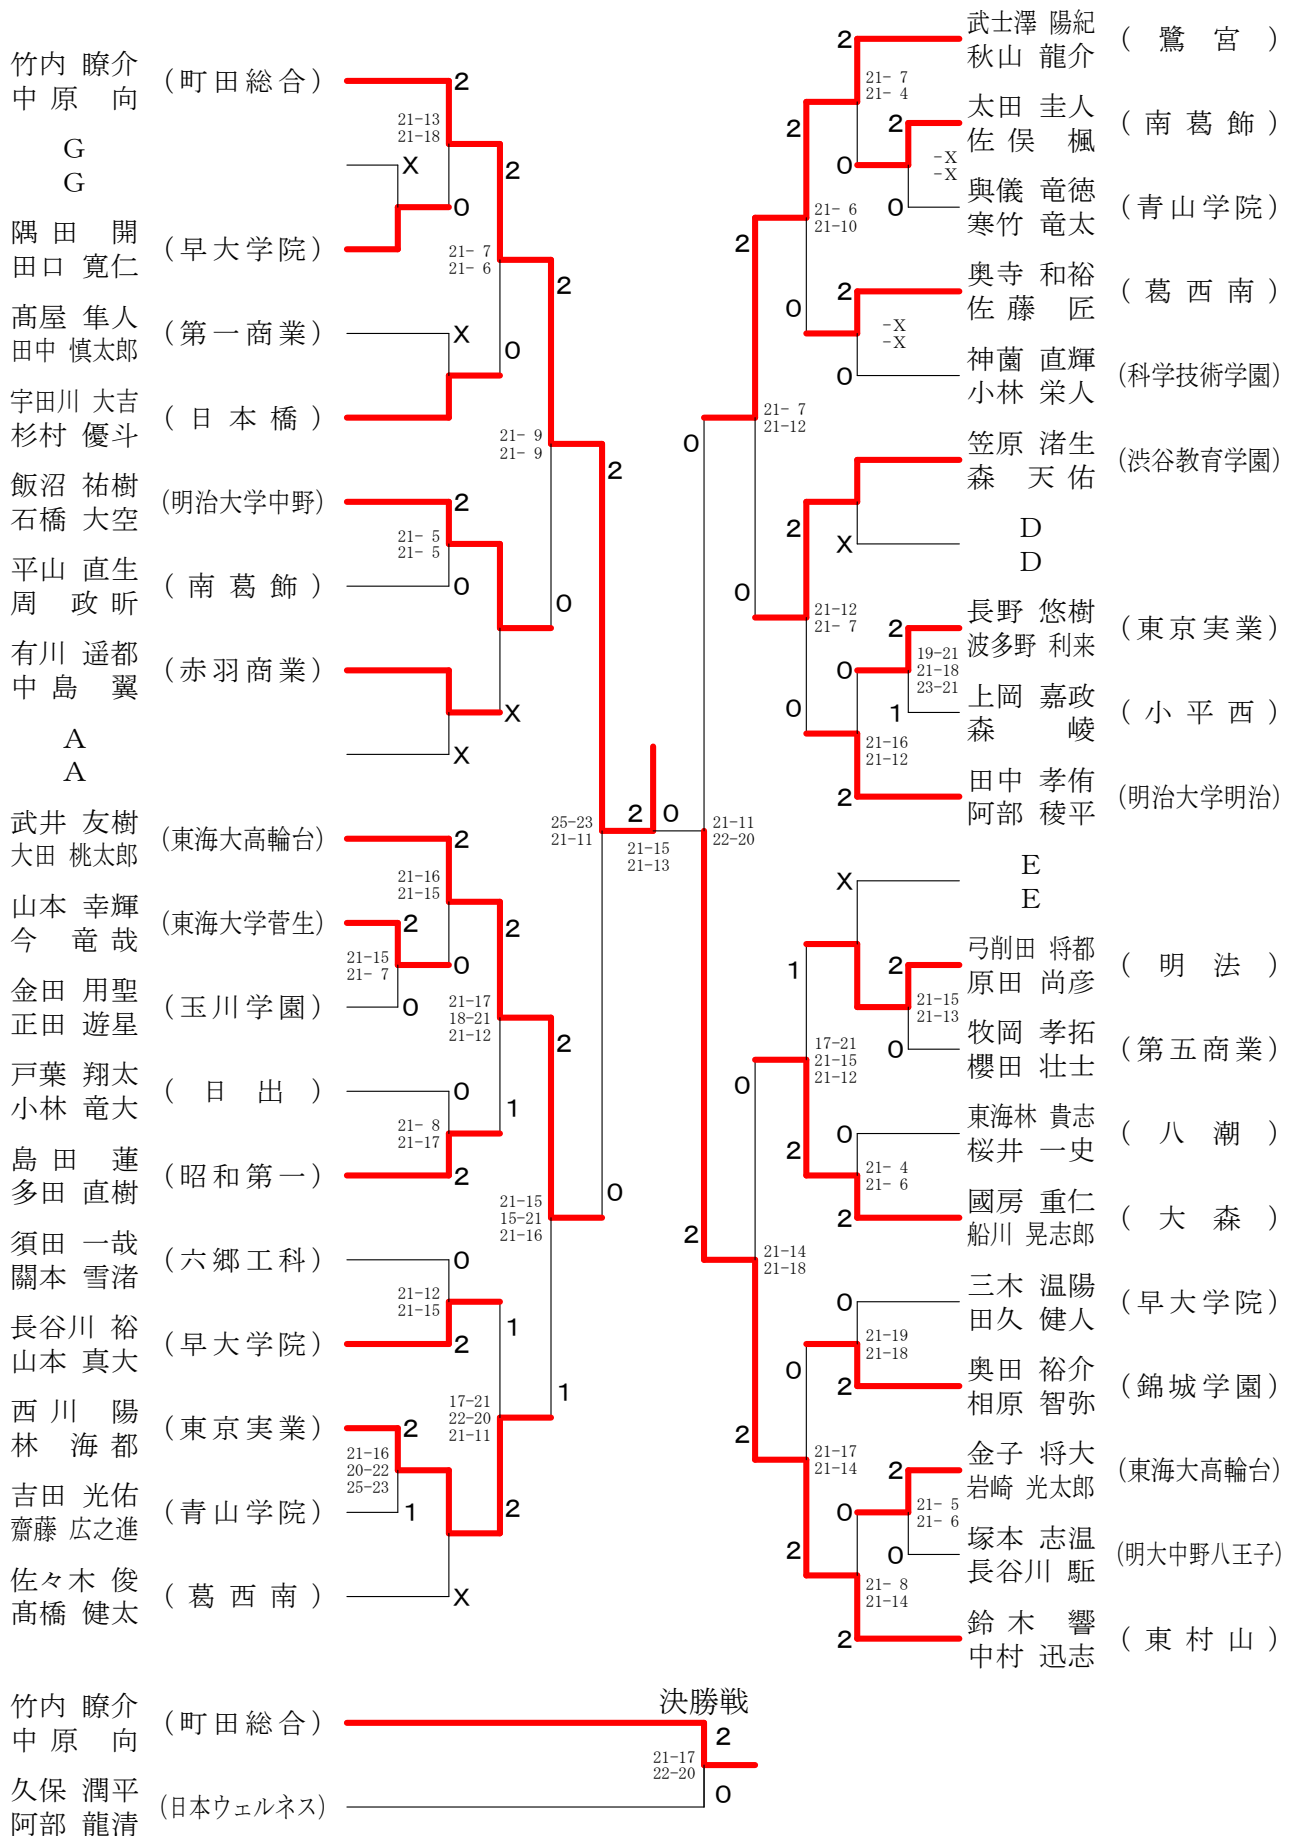 竹内 瞭介
中原 向
(町田総合)
2
21-13
21-18
G
G
X
2
0
隅田 開
田口 寛仁
(早大学院)
21- 7
21- 6
2
髙屋 隼人
田中 慎太郎
(第一商業)
X
0
宇田川 大吉
杉村 優斗
(日本橋)
21- 9
21- 9
2
飯沼 祐樹
石橋 大空
(明治大学中野)
2
21- 5
21- 5
平山 直生
周 政昕
(南葛飾)
0
0
有川 遥都
中島 翼
(赤羽商業)
X
A
A
X
武井 友樹
大田 桃太郎
(東海大高輪台)
2
25-23
21-11
21-16
21-15
山本 幸輝
今 竜哉
(東海大学菅生)
2
2
21-15
21- 7
0
金田 用聖
正田 遊星
(玉川学園)
0
21-17
18-21
21-12
2
戸葉 翔太
小林 竜大
(日出)
0
1
21- 8
21-17
島田 蓮
多田 直樹
(昭和第一)
2
21-15
15-21
21-16
0
須田 一哉
關本 雪渚
(六郷工科)
0
21-12
21-15
1
長谷川 裕
山本 真大
(早大学院)
2
17-21
22-20
21-11
1
西川 陽
林 海都
(東京実業)
2
21-16
20-22
25-23
吉田 光佑
齋藤 広之進
(青山学院)
1
2
佐々木 俊
髙橋 健太
(葛西南)
X
2
0
21-15
21-13
武士澤 陽紀
秋山 龍介
(鷺宮)
2
21- 7
21- 4
太田 圭人
佐俣 楓
(南葛飾)
2
2
0
-X
-X
與儀 竜徳
寒竹 竜太
(青山学院)
0
21- 6
21-10
2
奥寺 和裕
佐藤 匠
(葛西南)
2
0
-X
-X
神薗 直輝
小林 栄人
(科学技術学園)
0
21- 7
21-12
0
笠原 渚生
森 天佑
(渋谷教育学園)
2
D
D
X
0
21-12
21- 7
長野 悠樹
波多野 利来
(東京実業)
2
19-21
21-18
23-21
0
上岡 嘉政
森 崚
(小平西)
1
0
21-16
21-12
田中 孝侑
阿部 稜平
(明治大学明治)
2
21-11
22-20
E
E
X
弓削田 将都
原田 尚彦
(明法)
2
1
21-15
21-13
牧岡 孝拓
櫻田 壮士
(第五商業)
0
17-21
21-15
21-12
0
東海林 貴志
桜井 一史
(八潮)
0
2
21- 4
21- 6
國房 重仁
船川 晃志郎
(大森)
2
2
21-14
21-18
三木 温陽
田久 健人
(早大学院)
0
21-19
21-18
0
奥田 裕介
相原 智弥
(錦城学園)
2
2
21-17
21-14
金子 将大
岩崎 光太郎
(東海大高輪台)
2
21- 5
21- 6
0
塚本 志温
長谷川 駈
(明大中野八王子)
0
2
21- 8
21-14
鈴木 響
中村 迅志
(東村山)
2
決勝戦
竹内 瞭介
中原 向
(町田総合)
2
21-17
22-20
久保 潤平
阿部 龍清
(日本ウェルネス)
0